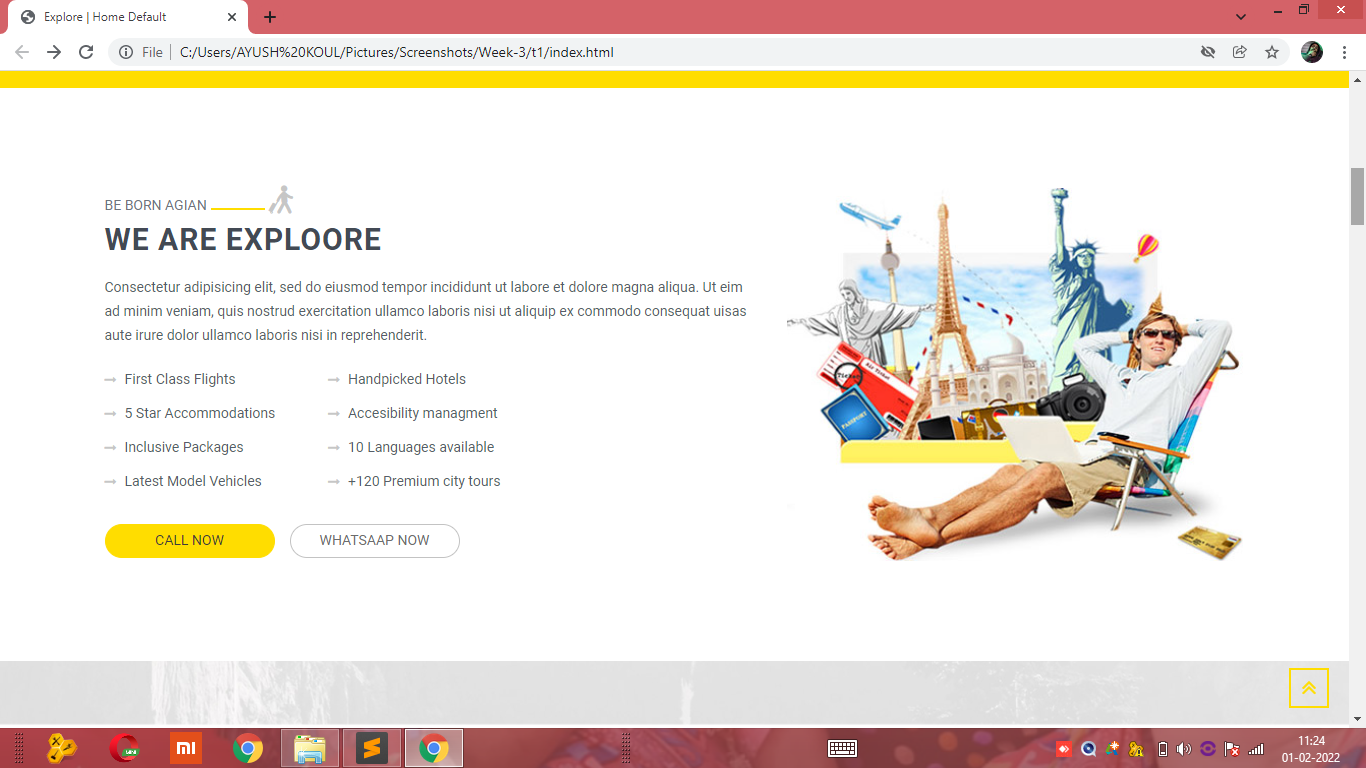 Explore | Home Default
File
C:/Users/AYUSH%20KOUL/Pictures/Screenshots/Week-3/t1/index.html
BE BORN AGIAN
WE ARE EXPLOORE
Consectetur adipisicing elit, sed do eiusmod tempor incididunt ut labore et dolore magna aliqua. Ut eim
ad minim veniam, quis nostrud exercitation ullamco laboris nisi ut aliquip ex commodo consequat uisas
aute irure dolor ullamco laboris nisi in reprehenderit.
First Class Flights
Handpicked Hotels
5 Star Accommodations
Accesibility managment
Inclusive Packages
10 Languages available
Latest Model Vehicles
+120 Premium city tours
CALL NOW
WHATSAAP NOW
Air Ticket
Ticket
PASSPORT
mi
11:24
01-02-2022